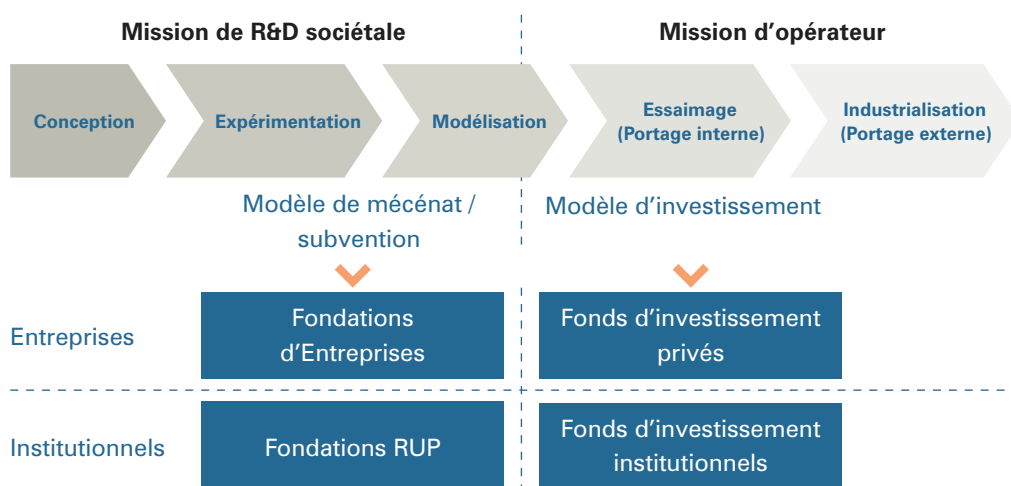 Mission de R&D sociétale
Mission d’opérateur
Conception
Expérimentation
Modélisation
Essaimage
(Portage interne)
Industrialisation
(Portage externe)
Modèle de mécénat /
subvention
Modèle d’investissement
Entreprises
Fondations
d’Entreprises
Fonds d’investissement
privés
Institutionnels
Fondations RUP
Fonds d’investissement
institutionnels